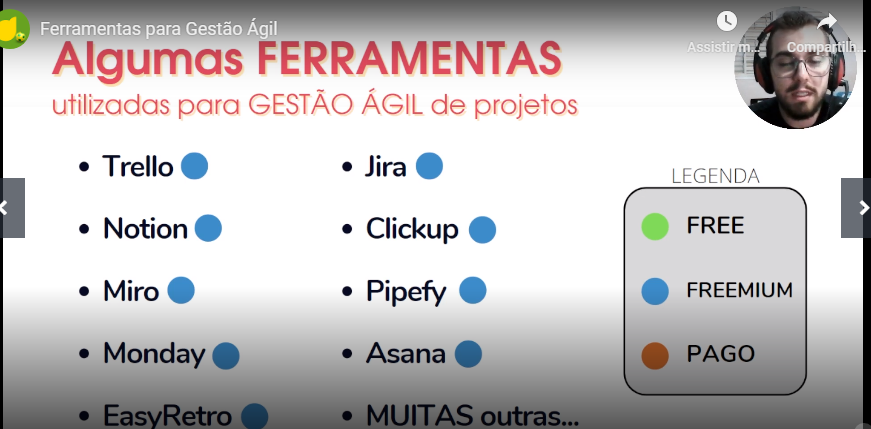 Ferramentas para Gestão Ágil
Assistir m...
Compartilh...
Algumas FERRAMENTAS
utilizadas para GESTÃO ÁGIL de projetos
• Trello
• Notion
• Miro
• Monday
• EasyRetro
• Jira
• Clickup
• Pipefy
• Asana
• MUITAS outras...
LEGENDA
FREE
FREEMIUM
PAGO